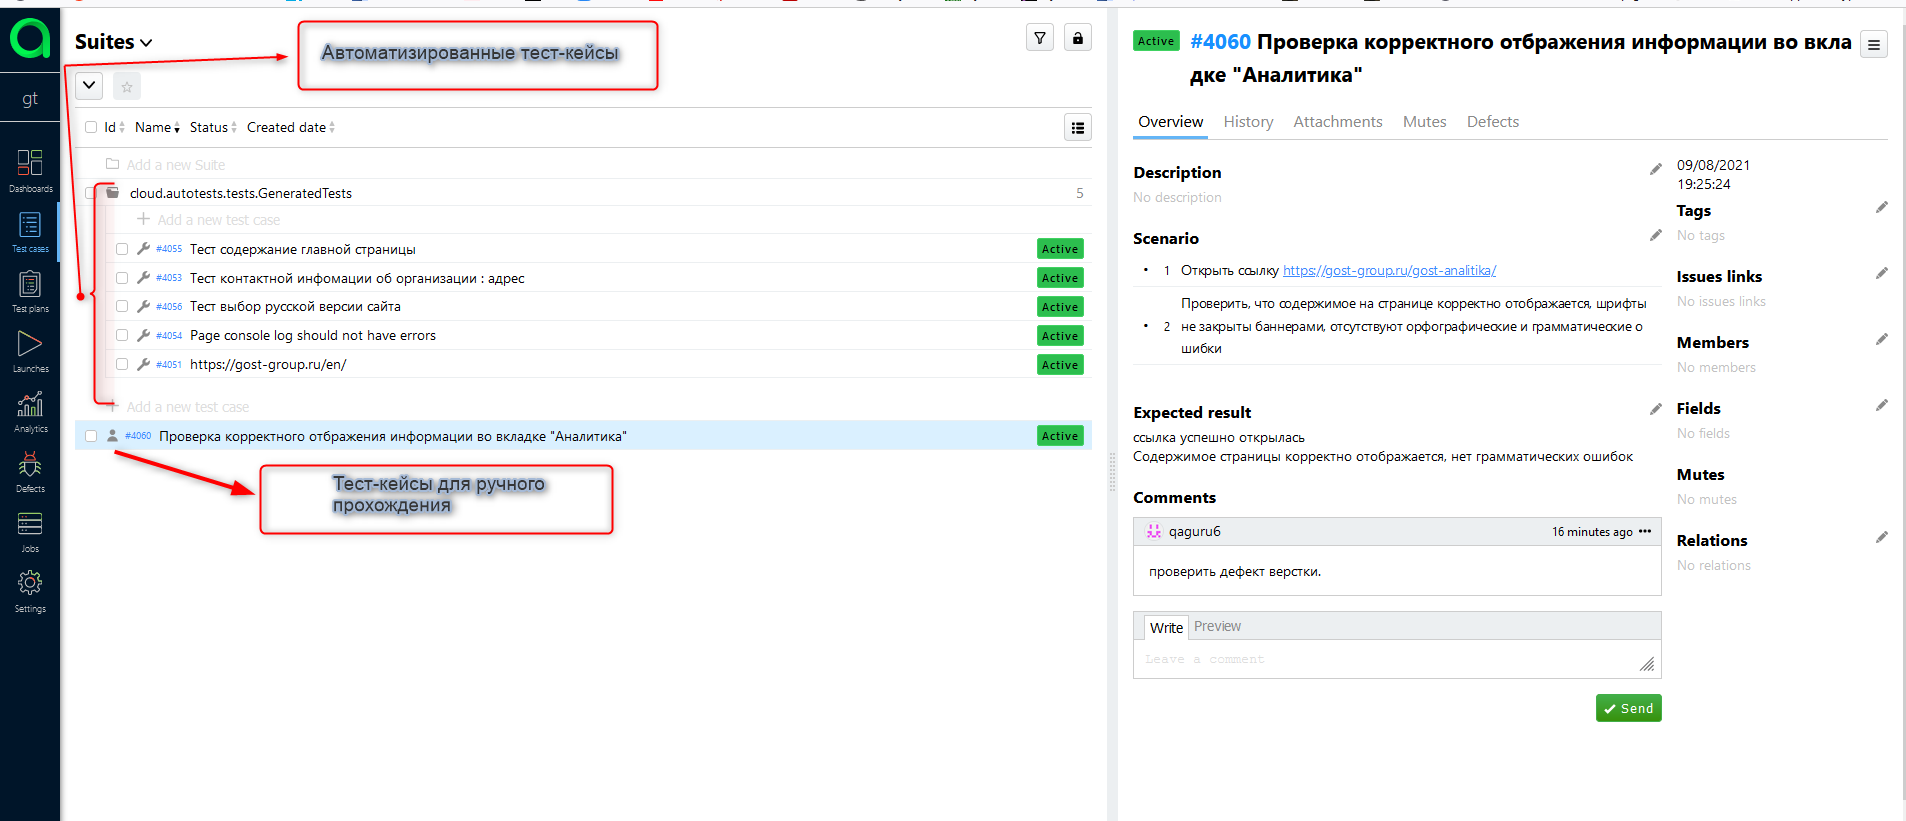 gt
Dashboards
Test cases
Test plans
Launches
Analytics
Defects
Jobs
Settings
Suites
Автоматизированные тест-кейсы
Id Name Status Created date
Add a new Suite
cloud.autotests.tests.GeneratedTests 5
Add a new test case
#4055 Тест содержание главной страницы Active
#4053 Тест контактной инфомации об организации : адрес Active
#4056 Тест выбор русской версии сайта Active
#4054 Page console log should not have errors Active
#4051 https://gost-group.ru/en/ Active
Add a new test case
#4060 Проверка корректного отбражения информации во вкладке "Аналитика" Active
Тест-кейсы для ручного
прохождения
Active #4060 Проверка корректного отбражения информации во вкла
дке "Аналитика"
Overview History Attachments Mutes Defects
Description
No description
Scenario
1 Открыть ссылку https://gost-group.ru/gost-analitika/
Проверить, что содержимое на странице корректно отображается, шрифты
2 не закрыты баннерами, отсутствуют орфографические и грамматические о
шибки
Expected result
ссылка успешно открылась
Содержимое страницы корректно отображается, нет грамматических ошибок
Comments
qaguru6 16 minutes ago
проверить дефект верстки.
Write Preview
Leave a comment
Send
09/08/2021
19:25:24
Tags
No tags
Issues links
No issues links
Members
No members
Fields
No fields
Mutes
No mutes
Relations
No relations